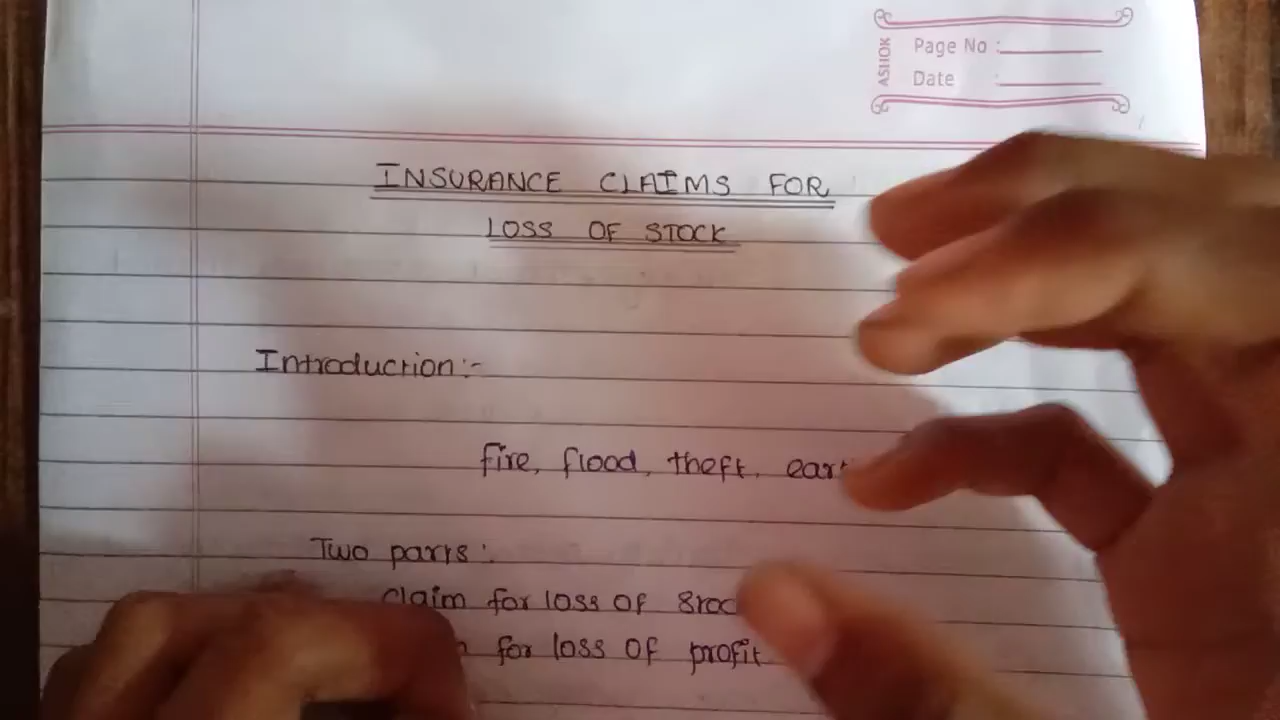 ASHOK
Page No :
Date :
INSURANCE CLAIMS FOR
LOSS OF STOCK
Introduction:-
fire, flood, theft,
Two parts:
claim for loss of
for loss of profit